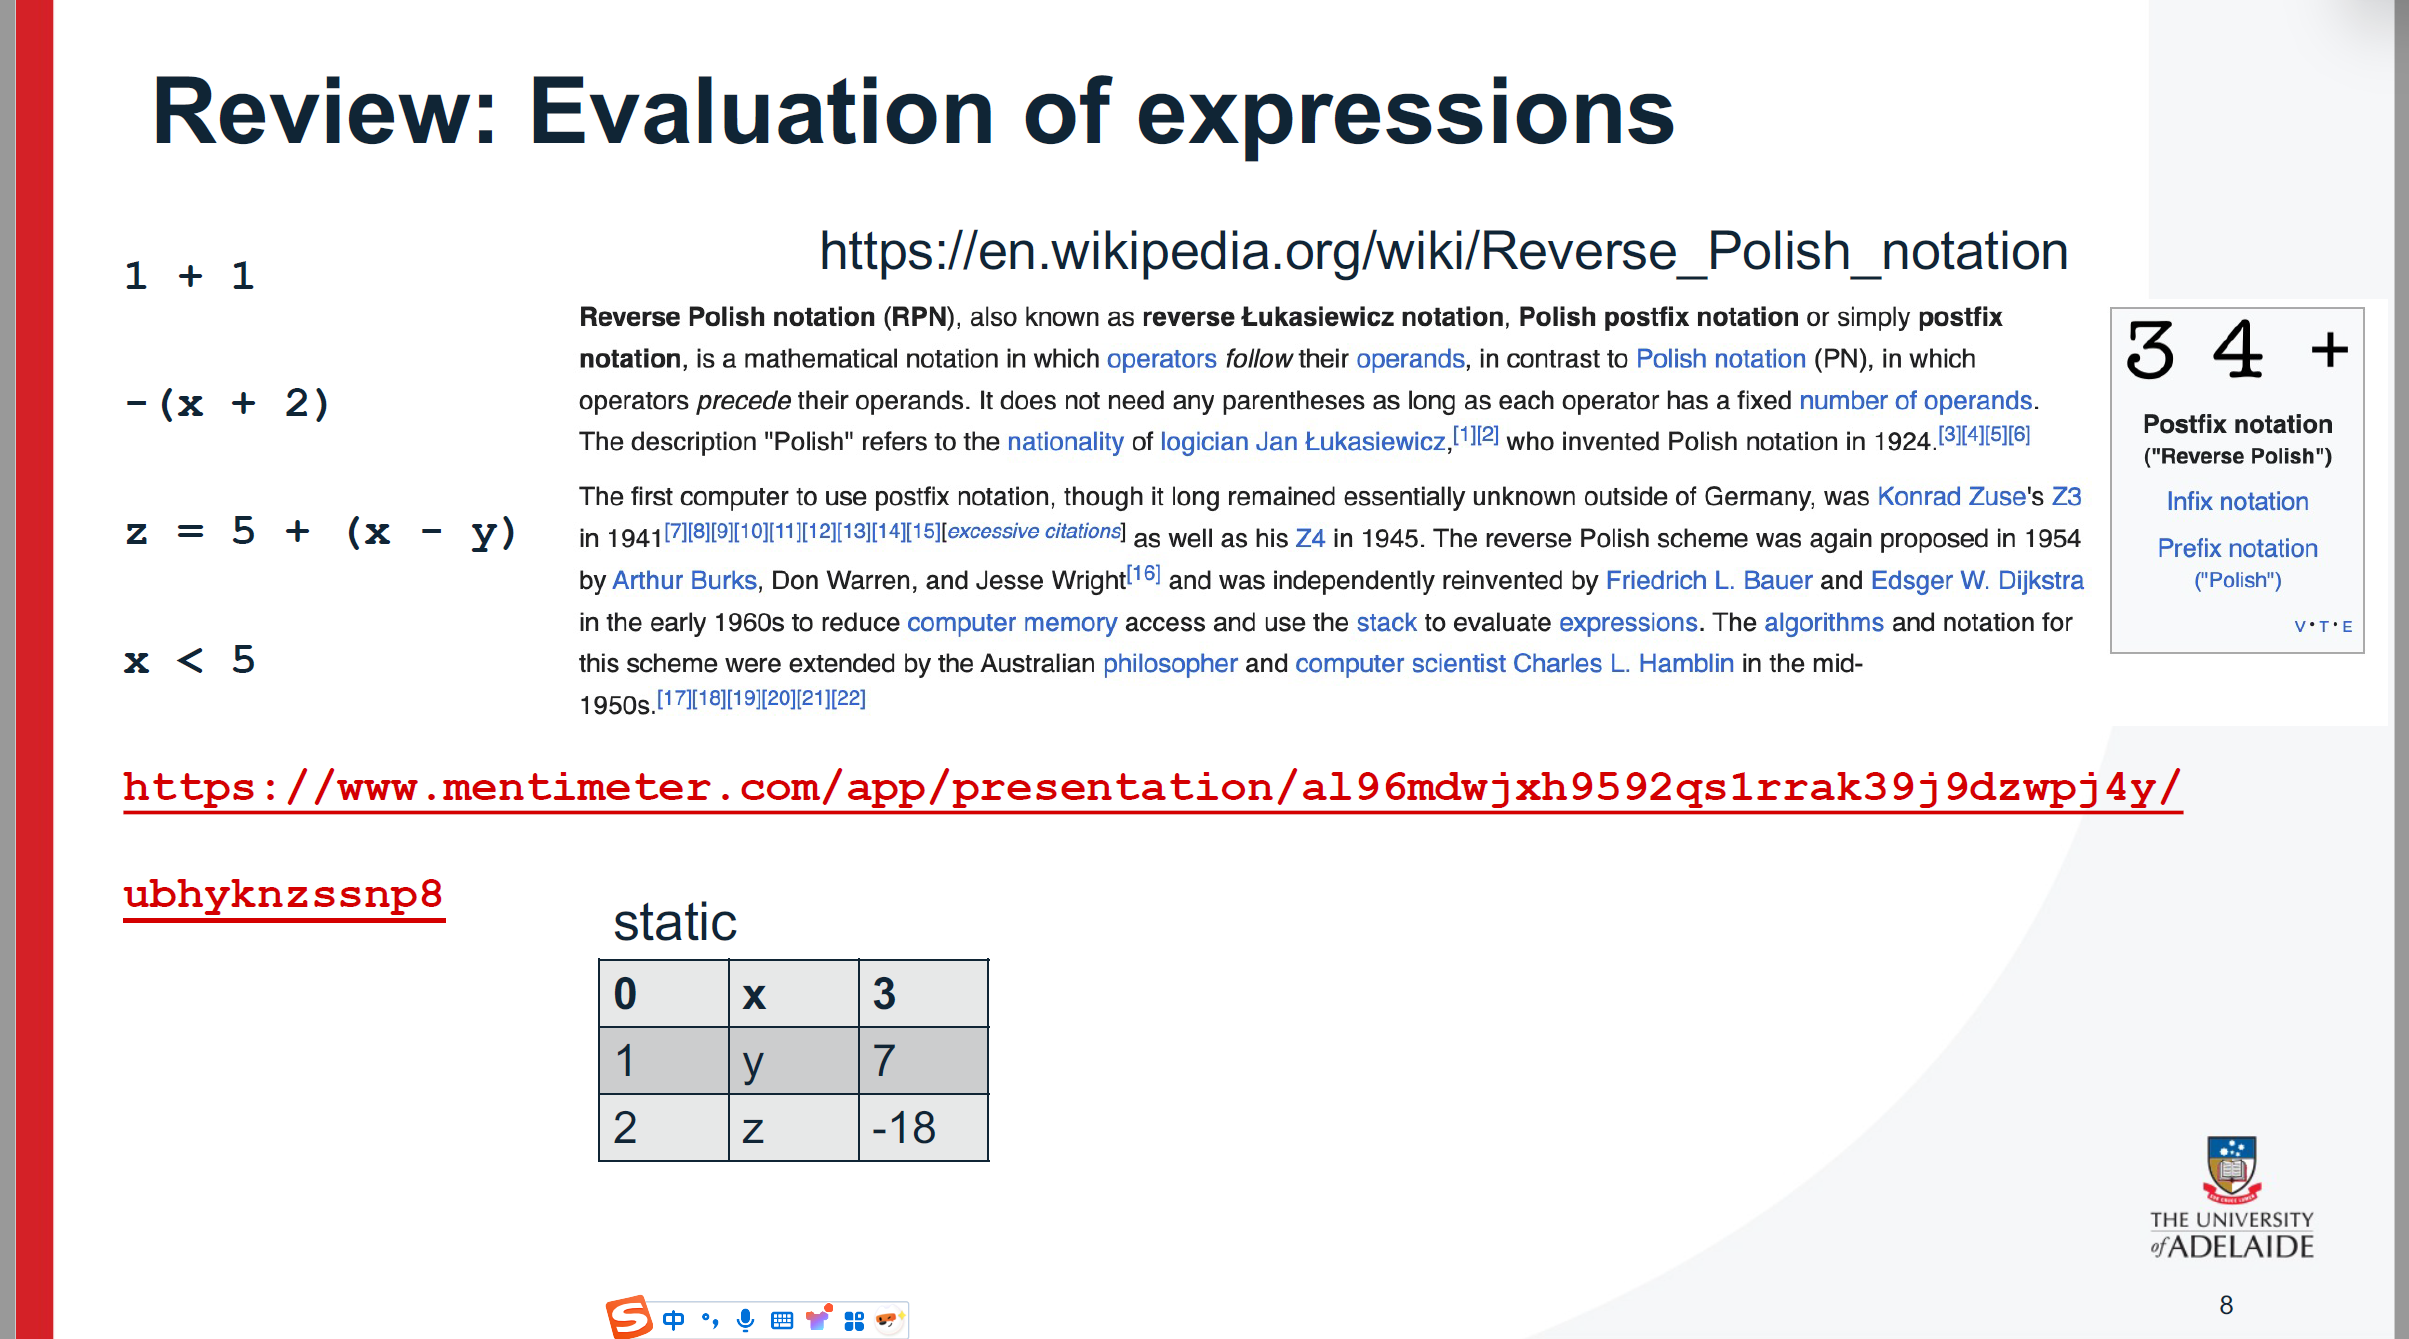 Review: Evaluation of expressions
1 + 1
-(x + 2)
z = 5 + (x - y)
x < 5
https://en.wikipedia.org/wiki/Reverse_Polish_notation
Reverse Polish notation (RPN), also known as reverse Łukasiewicz notation, Polish postfix notation or simply postfix
notation, is a mathematical notation in which operators follow their operands, in contrast to Polish notation (PN), in which
operators precede their operands. It does not need any parentheses as long as each operator has a fixed number of operands.
The description "Polish" refers to the nationality of logician Jan Łukasiewicz,[1][2] who invented Polish notation in 1924.[3][4][5][6]
The first computer to use postfix notation, though it long remained essentially unknown outside of Germany, was Konrad Zuse's Z3
in 1941[7][8][9][10][11][12][13][14][15][excessive citations] as well as his Z4 in 1945. The reverse Polish scheme was again proposed in 1954
by Arthur Burks, Don Warren, and Jesse Wright[16] and was independently reinvented by Friedrich L. Bauer and Edsger W. Dijkstra
in the early 1960s to reduce computer memory access and use the stack to evaluate expressions. The algorithms and notation for
this scheme were extended by the Australian philosopher and computer scientist Charles L. Hamblin in the mid-
1950s.[17][18][19][20][21][22]
3 4 +
Postfix notation
("Reverse Polish")
Infix notation
Prefix notation
("Polish")
V·T·E
https://www.mentimeter.com/app/presentation/al96mdwjxh9592qs1rrak39j9dzwpj4y/
ubhyknzssnp8
static
0 x 3
1 y 7
2 z -18
THE UNIVERSITY
of ADELAIDE
8
S 中